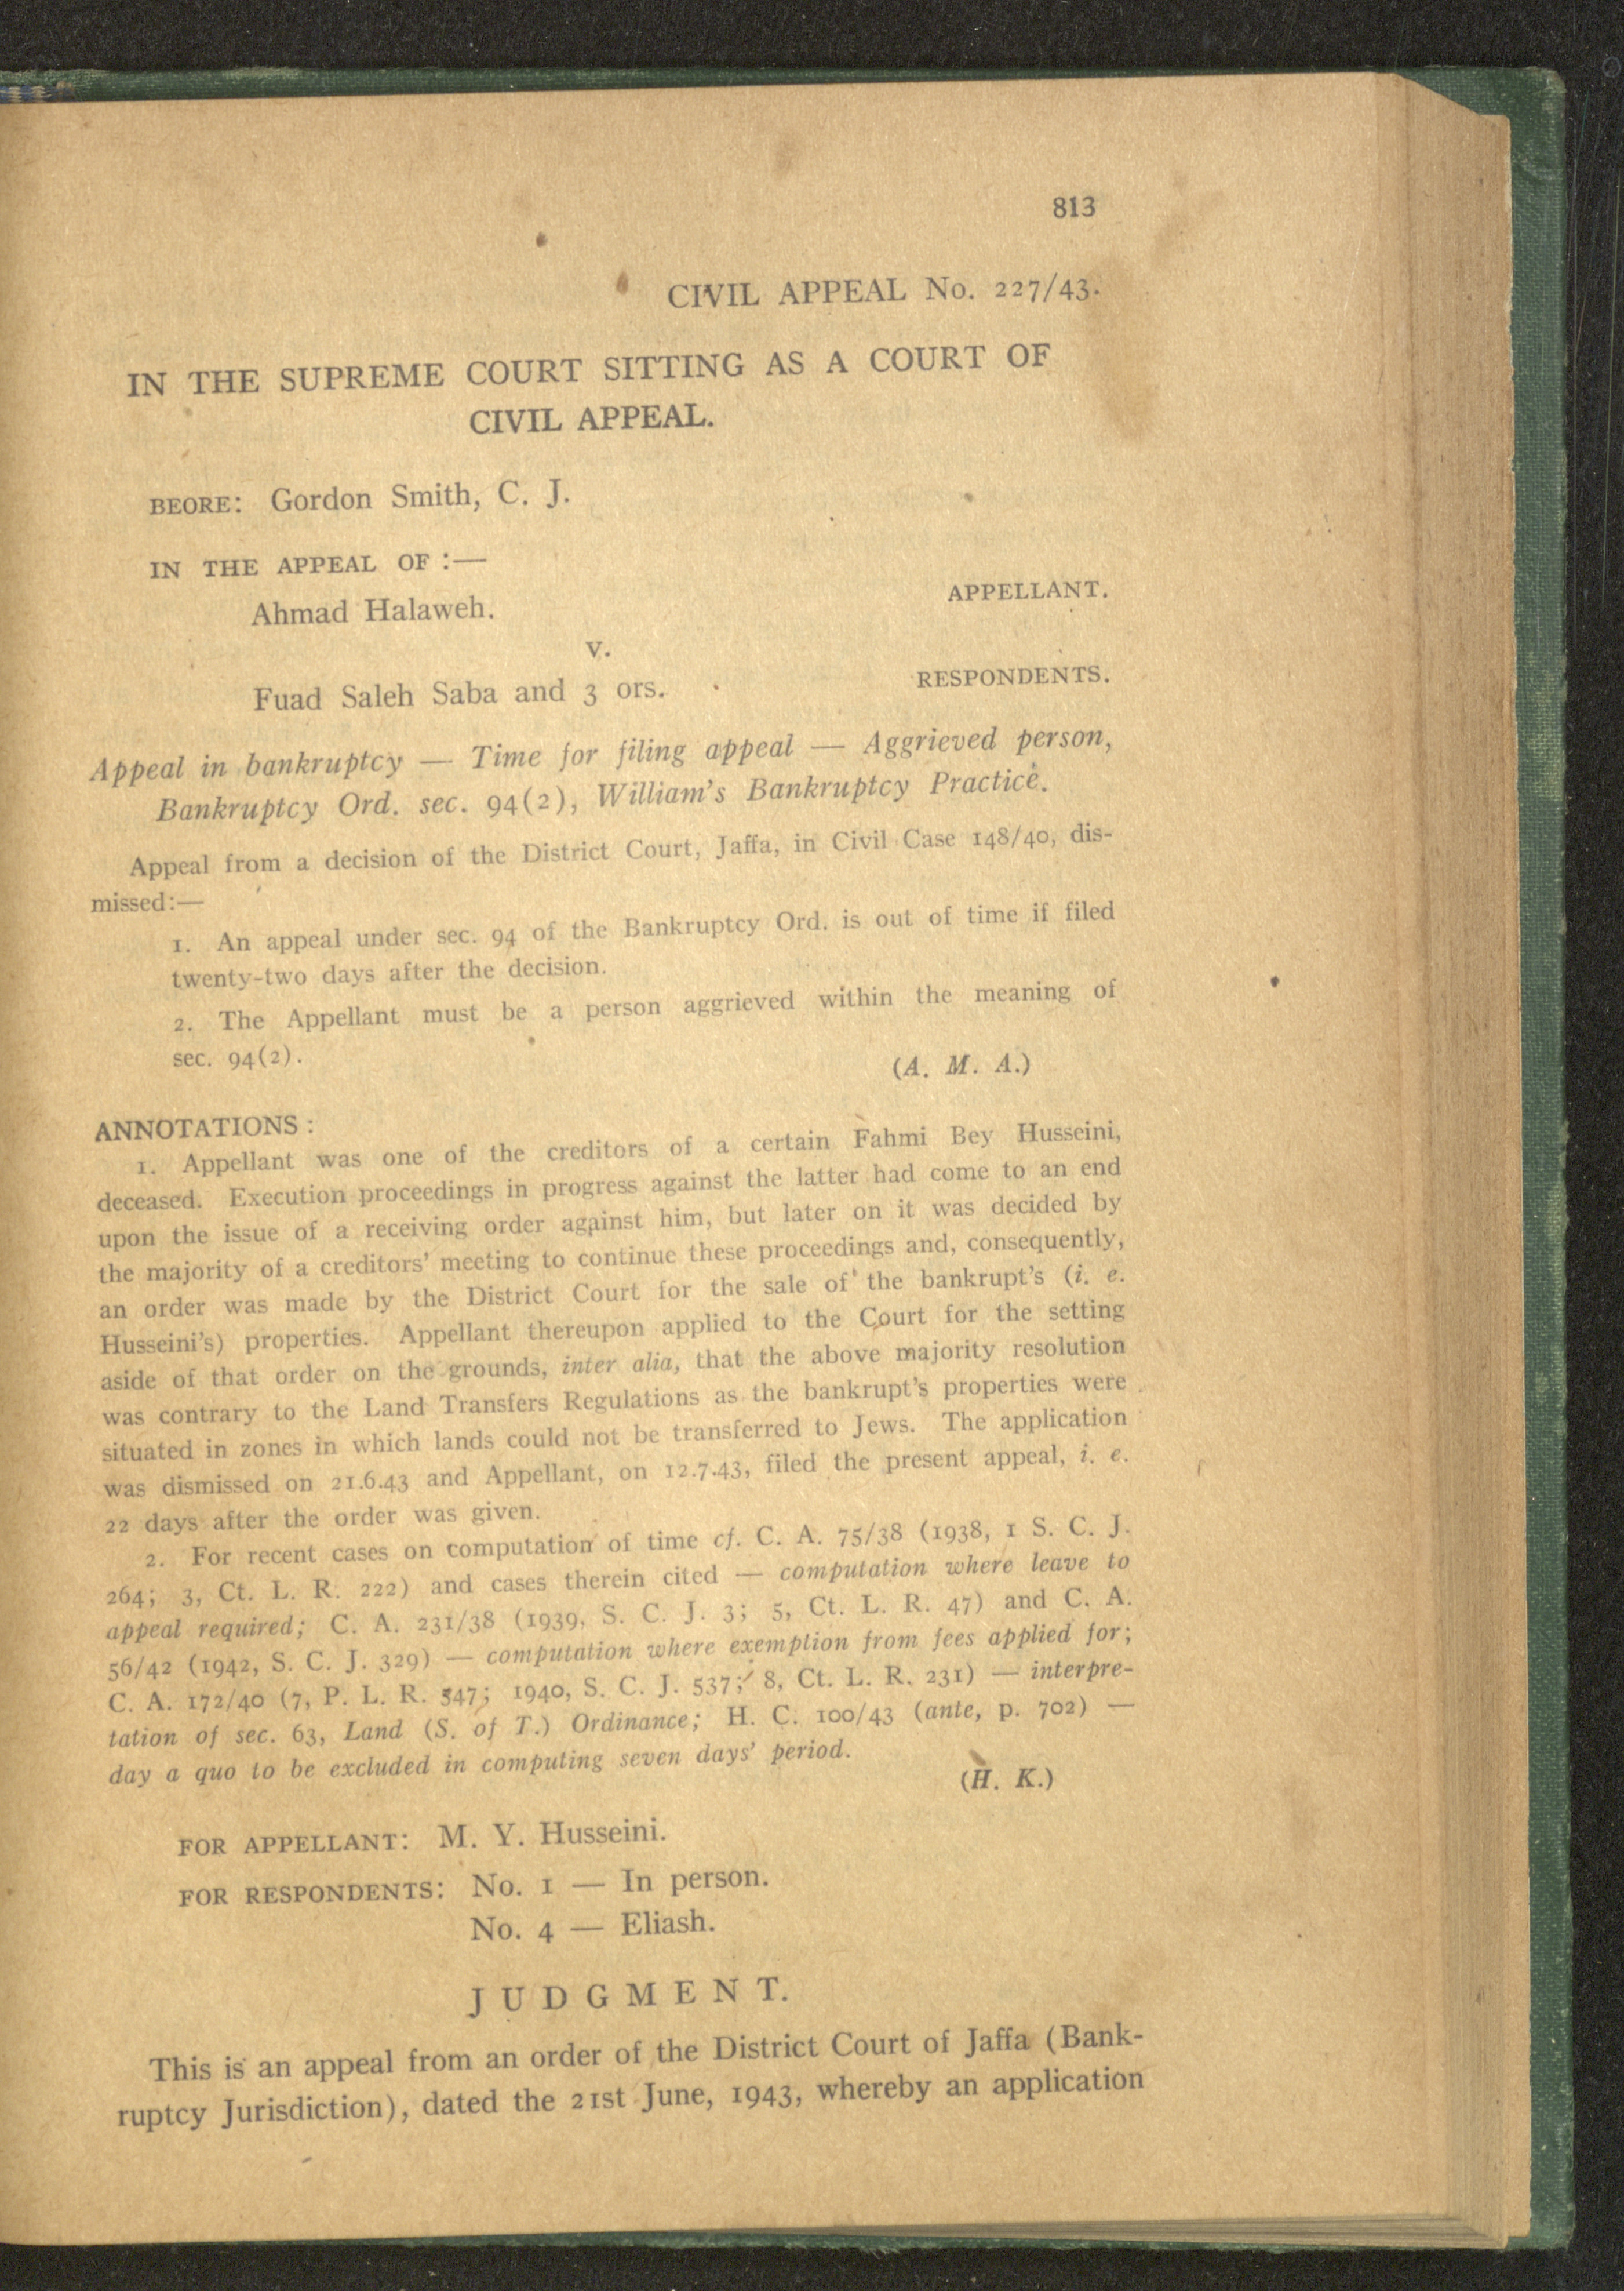 813
CIVIL APPEAL No. 227/43.
IN THE SUPREME COURT SITTING AS A COURT OF
CIVIL APPEAL.
BEORE: Gordon Smith, C. J.
IN THE APPEAL OF :—
Ahmad Halaweh. APPELLANT.
v.
Fuad Saleh Saba and 3 ors. RESPONDENTS.
Appeal in bankruptcy — Time for filing appeal — Aggrieved person,
Bankruptcy Ord. sec. 94(2), William's Bankruptcy Practice.
Appeal from a decision of the District Court, Jaffa, in Civil Case 148/40, dis-
missed:—
1. An appeal under sec. 94 of the Bankruptcy Ord. is out of time if filed
twenty-two days after the decision.
2. The Appellant must be a person aggrieved within the meaning of
sec. 94(2).
(A. M. A.)
ANNOTATIONS :
1. Appellant was one of the creditors of a certain Fahmi Bey Husseini,
deceased. Execution proceedings in progress against the latter had come to an end
upon the issue of a receiving order against him, but later on it was decided by
the majority of a creditors' meeting to continue these proceedings and, consequently,
an order was made by the District Court for the sale of the bankrupt's (i. e.
Husseini's) properties. Appellant thereupon applied to the Court for the setting
aside of that order on the grounds, inter alia, that the above majority resolution
was contrary to the Land Transfers Regulations as the bankrupt's properties were
situated in zones in which lands could not be transferred to Jews. The application
was dismissed on 21.6.43 and Appellant, on 12.7.43, filed the present appeal, i. e.
22 days after the order was given.
2. For recent cases on computation of time cf. C. A. 75/38 (1938, 1 S. C. J.
264; 3, Ct. L. R. 222) and cases therein cited — computation where leave to
appeal required; C. A. 231/38 (1939, S. C. J. 3; 5, Ct. L. R. 47) and C. A.
56/42 (1942, S. C. J. 329) — computation where exemption from fees applied for;
C. A. 172/40 (7, P. L. R. 547; 1940, S. C. J. 537; 8, Ct. L. R. 231) — interpre-
tation of sec. 63, Land (S. of T.) Ordinance; H. C. 100/43 (ante, p. 702) —
day a quo to be excluded in computing seven days' period.
(H. K.)
FOR APPELLANT: M. Y. Husseini.
FOR RESPONDENTS: No. 1 — In person.
No. 4 — Eliash.
JUDGMENT.
This is an appeal from an order of the District Court of Jaffa (Bank-
ruptcy Jurisdiction), dated the 21st June, 1943, whereby an application